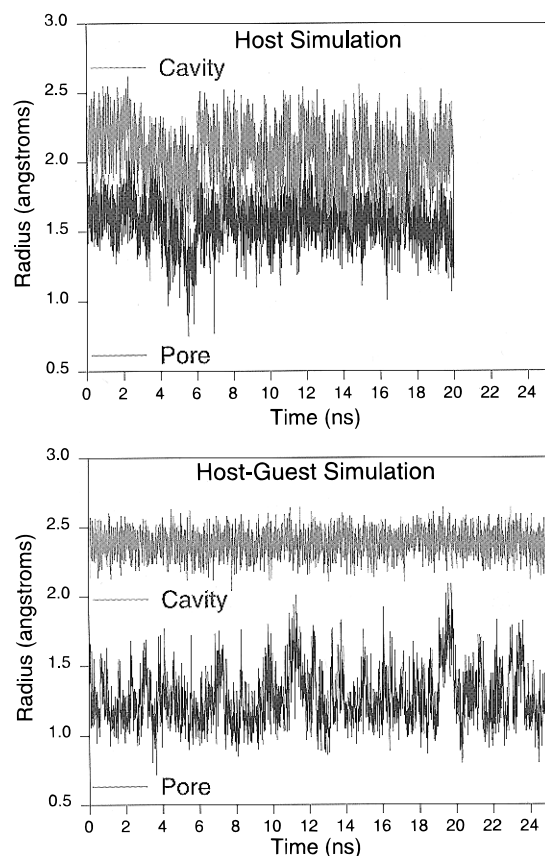 3.0
Host Simulation
Cavity
2.5
2.0
Radius (angstroms)
1.5
1.0
Pore
0.5
0 2 4 6 8 10 12 14 16 18 20 22 24
Time (ns)
3.0
Host-Guest Simulation
2.5
2.0
Cavity
Radius (angstroms)
1.5
1.0
Pore
0.5
0 2 4 6 8 10 12 14 16 18 20 22 24
Time (ns)